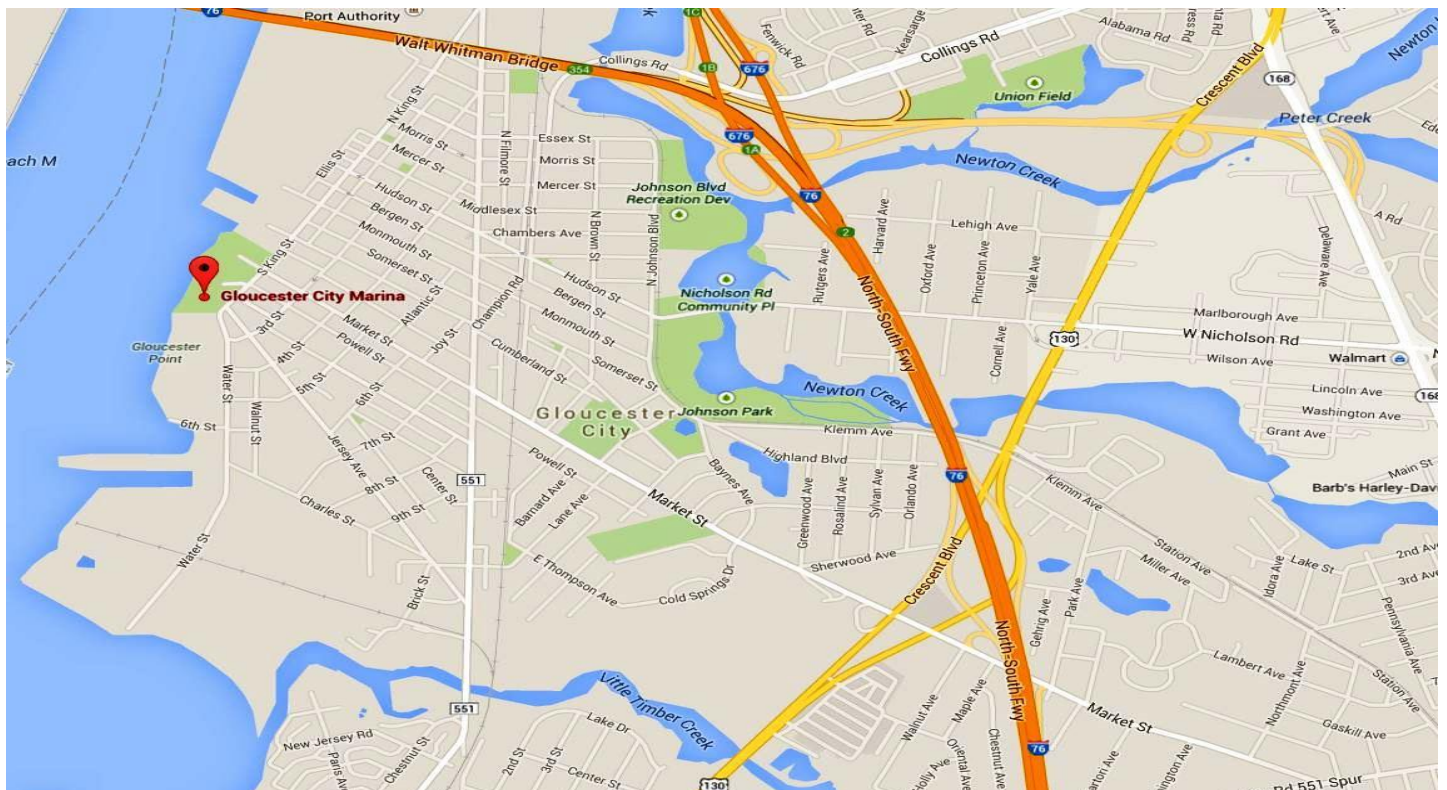 76
Port Authority
Walt Whitman Bridge
354
1C
1B
676
676
1A
76
2
Collings Rd
Collings Rd
Fenwick Rd
Kearsarge
Alabama Rd
Crescent Blvd
168
Newton
Union Field
Peter Creek
Newton Creek
each M
N King St
Morris St
Mercer St
Ellis St
N Filmore St
Essex St
Morris St
Mercer St
Middlesex St
Chambers Ave
N Brown St
N Johnson Blvd
Johnson Blvd
Recreation Dev
Hudson St
Bergen St
Monmouth St
Somerset St
Atlantic St
S King St
Gloucester City Marina
Gloucester
Point
3rd St
4th St
5th St
6th St
7th St
8th St
9th St
Market St
Powell St
Joy St
Champion Rd
Hudson St
Bergen St
Monmouth St
Somerset St
Cumberland St
Nicholson Rd
Community Pl
Rutgers Ave
Harvard Ave
Oxford Ave
Princeton Ave
Yale Ave
Lehigh Ave
Cornell Ave
North-South Fwy
130
Marlborough Ave
W Nicholson Rd
Wilson Ave
Walmart
Delaware Ave
A Rd
Lincoln Ave
Washington Ave
Grant Ave
168
Main St
Barb's Harley-Dav
Newton Creek
Johnson Park
Gloucester
City
Klemm Ave
Highland Blvd
Water St
Walnut St
6th St
Jersey Ave
Center St
Charles St
Water St
Brick St
551
Powell St
Barnard Ave
Lane Ave
E Thompson Ave
Market St
Baynes Ave
Cold Springs Dr
Greenwood Ave
Rosalind Ave
Sylvan Ave
Orlando Ave
Sherwood Ave
Crescent Blvd
76
Klemm Ave
Station Ave
Miller Ave
Park Ave
Gehrig Ave
Idora Ave
Lake St
2nd Ave
3rd Ave
Pennsylvania Ave
Lambert Ave
Station Ave
Northmont Ave
Gaskill Ave
North-South Fwy
Market St
76
Little Timber Creek
551
New Jersey Rd
Paris Ave
Chestnut St
2nd St
3rd St
Lake Dr
Center St
130
Walnut Ave
Maple Ave
Holly Ave
Oriental Ave
Chestnut Ave
arton Ave
ington Ave
Rd 551 Spur